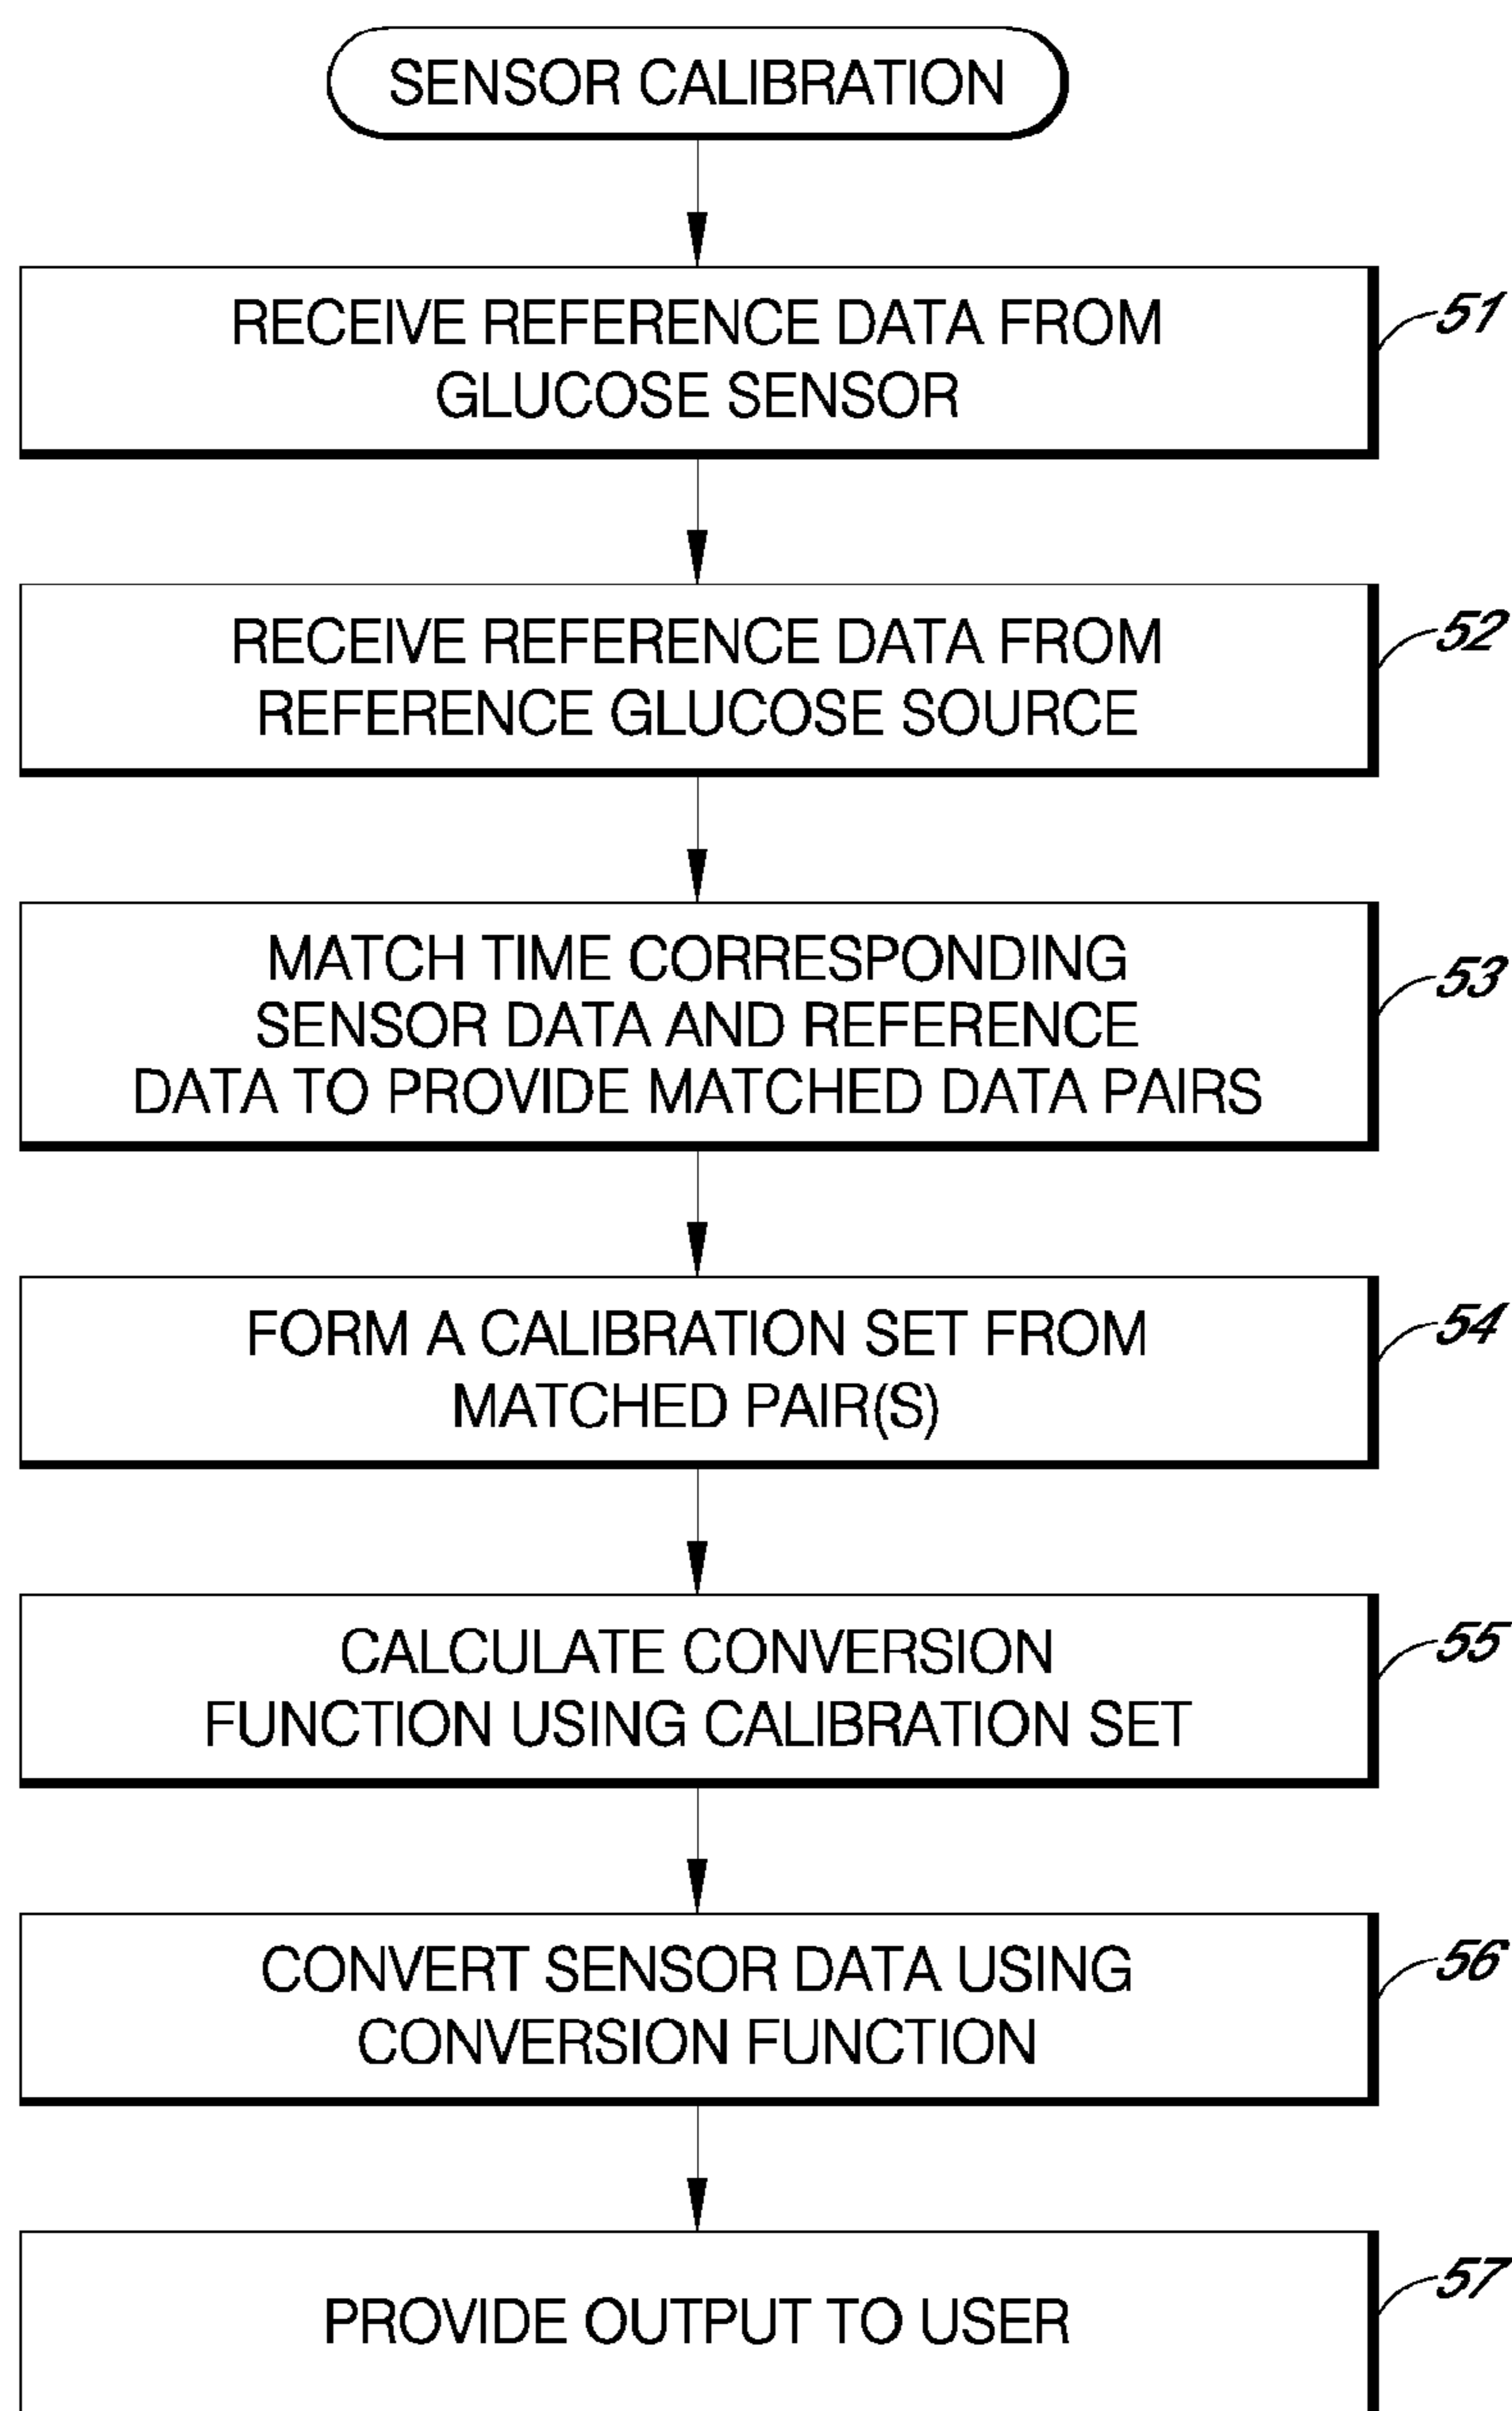 SENSOR CALIBRATION
RECEIVE REFERENCE DATA FROM
GLUCOSE SENSOR
51
RECEIVE REFERENCE DATA FROM
REFERENCE GLUCOSE SOURCE
52
MATCH TIME CORRESPONDING
SENSOR DATA AND REFERENCE
DATA TO PROVIDE MATCHED DATA PAIRS
53
FORM A CALIBRATION SET FROM
MATCHED PAIR(S)
54
CALCULATE CONVERSION
FUNCTION USING CALIBRATION SET
55
CONVERT SENSOR DATA USING
CONVERSION FUNCTION
56
PROVIDE OUTPUT TO USER
57